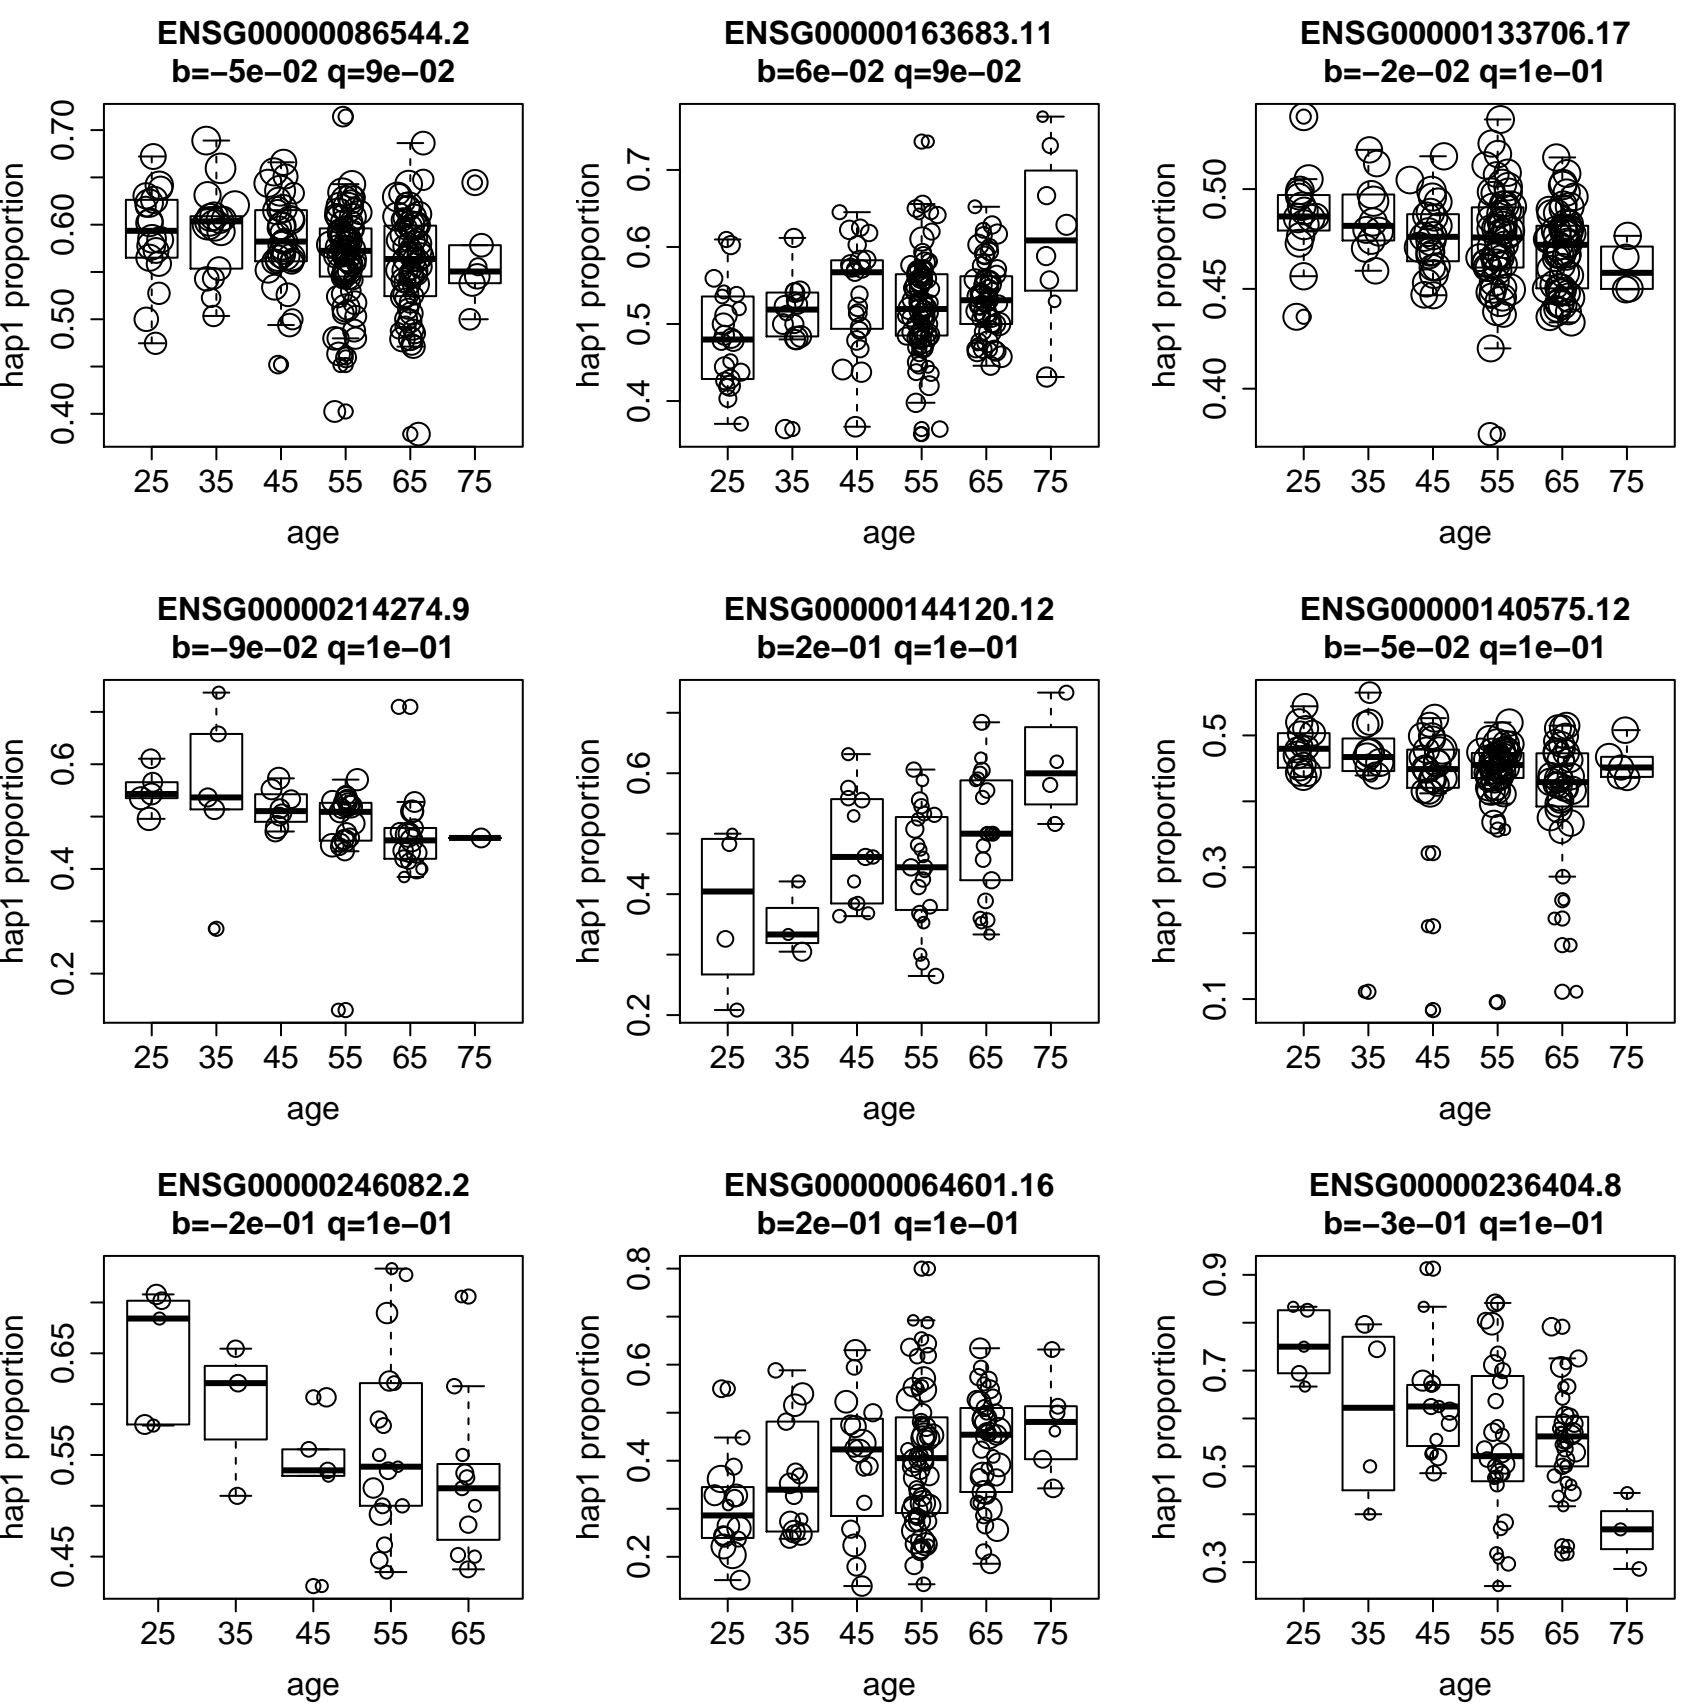 ENSG00000086544.2
b=−5e−02 q=9e−02
hap1 proportion
0.70
0.60
0.50
0.40
25 35 45 55 65 75
age
ENSG00000163683.11
b=6e−02 q=9e−02
hap1 proportion
0.7
0.6
0.5
0.4
25 35 45 55 65 75
age
ENSG00000133706.17
b=−2e−02 q=1e−01
hap1 proportion
0.50
0.45
0.40
25 35 45 55 65 75
age
ENSG00000214274.9
b=−9e−02 q=1e−01
hap1 proportion
0.6
0.4
0.2
25 35 45 55 65 75
age
ENSG00000144120.12
b=2e−01 q=1e−01
hap1 proportion
0.6
0.4
0.2
25 35 45 55 65 75
age
ENSG00000140575.12
b=−5e−02 q=1e−01
hap1 proportion
0.5
0.3
0.1
25 35 45 55 65 75
age
ENSG00000246082.2
b=−2e−01 q=1e−01
hap1 proportion
0.65
0.55
0.45
25 35 45 55 65
age
ENSG00000064601.16
b=2e−01 q=1e−01
hap1 proportion
0.8
0.6
0.4
0.2
25 35 45 55 65 75
age
ENSG00000236404.8
b=−3e−01 q=1e−01
hap1 proportion
0.9
0.7
0.5
0.3
25 35 45 55 65 75
age